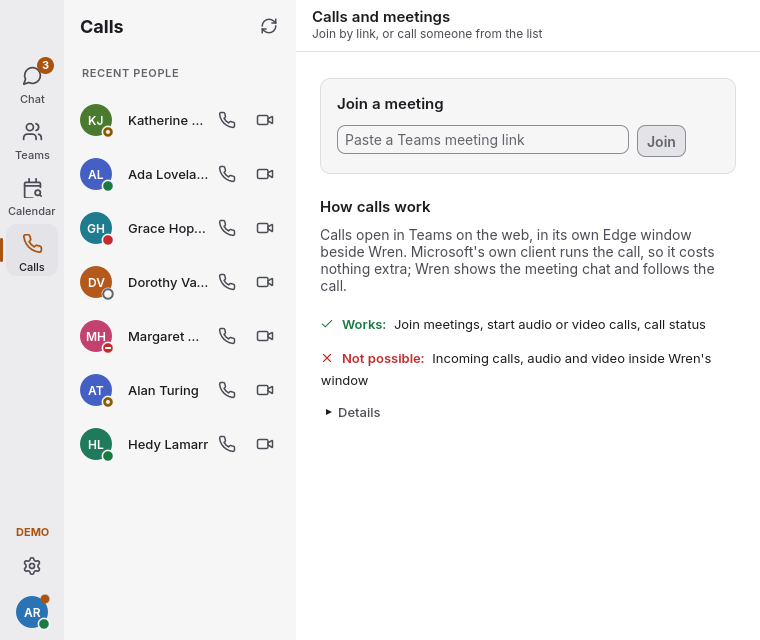 3
Chat
Teams
Calendar
Calls
DEMO
AR
Calls
RECENT PEOPLE
KJ Katherine ...
AL Ada Lovela...
GH Grace Hop...
DV Dorothy Va...
MH Margaret ...
AT Alan Turing
HL Hedy Lamarr
Calls and meetings
Join by link, or call someone from the list
Join a meeting
Paste a Teams meeting link Join
How calls work
Calls open in Teams on the web, in its own Edge window
beside Wren. Microsoft's own client runs the call, so it costs
nothing extra; Wren shows the meeting chat and follows the
call.
Works: Join meetings, start audio or video calls, call status
Not possible: Incoming calls, audio and video inside Wren's
window
Details